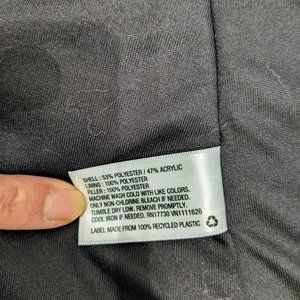 SHELL : 53% POLYESTER / 47% ACRYLIC
LINING : 100% POLYESTER
FILLER : 100% POLYESTER
MACHINE WASH COLD WITH LIKE COLORS.
ONLY NON-CHLORINE BLEACH IF NEEDED.
TUMBLE DRY LOW. REMOVE PROMPTLY.
COOL IRON IF NEEDED. RN17730 VN1111626
LABEL MADE FROM 100% RECYCLED PLASTIC